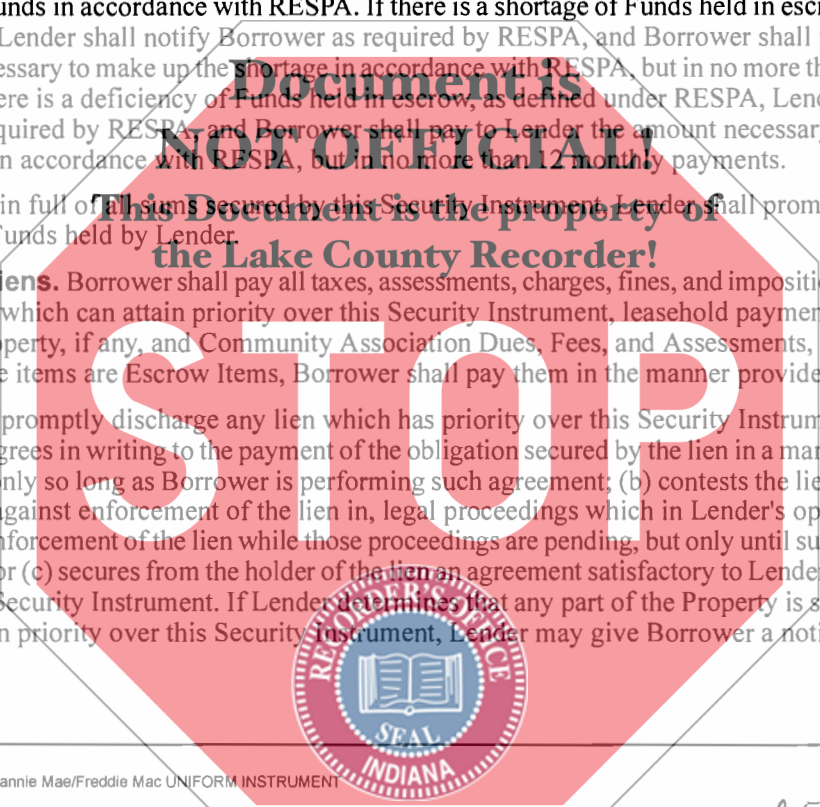 unds in accordance with RESPA. If there is a shortage of Funds held in escr
Lender shall notify Borrower as required by RESPA, and Borrower shall
essary to make up the shortage in accordance with RESPA, but in no more th
ere is a deficiency of Funds held in escrow, as defined under RESPA, Lend
quired by RESPA, and Borrower shall pay to Lender the amount necessary
n accordance with RESPA, but in no more than 12 monthly payments.
in full of all sums secured by this Security Instrument, Lender shall prom
Funds held by Lender.
Document is
NOT OFFICIAL!
This Document is the property of
the Lake County Recorder!
iens. Borrower shall pay all taxes, assessments, charges, fines, and impositi
which can attain priority over this Security Instrument, leasehold paymen
perty, if any, and Community Association Dues, Fees, and Assessments,
e items are Escrow Items, Borrower shall pay them in the manner provide
STOP
promptly discharge any lien which has priority over this Security Instrum
grees in writing to the payment of the obligation secured by the lien in a man
nly so long as Borrower is performing such agreement; (b) contests the lie
against enforcement of the lien in, legal proceedings which in Lender's op
nforcement of the lien while those proceedings are pending, but only until su
or (c) secures from the holder of the lien an agreement satisfactory to Lende
Security Instrument. If Lender determines that any part of the Property is s
n priority over this Security Instrument, Lender may give Borrower a noti
RECORDER'S OFFICE
SEAL
INDIANA
annie Mae/Freddie Mac UNIFORM INSTRUMENT